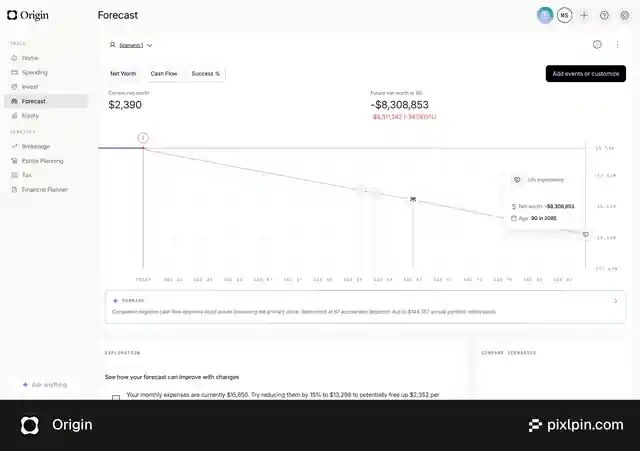 Origin
Forecast
NS
TRACK
Home
Spending
Invest
Forecast
Equity
SERVICES
Brokerage
Estate Planning
Tax
Financial Planner
Ask anything
Scenario 1
Net Worth
Cash Flow
Success %
Add events or customize
Current net worth
$2,390
Future net worth at 90
-$8,308,853
Life expectancy
Net worth -$8,308,853
Age: 90 in 2085
TODAY
SUMMARY
EXPLORATION
See how your forecast can improve with changes
Your monthly expenses are currently $15,650. Try reducing them by 15% to $13,298 to potentially free up $2,352 per
COMPARE SCENARIOS
Origin
pixlpin.com